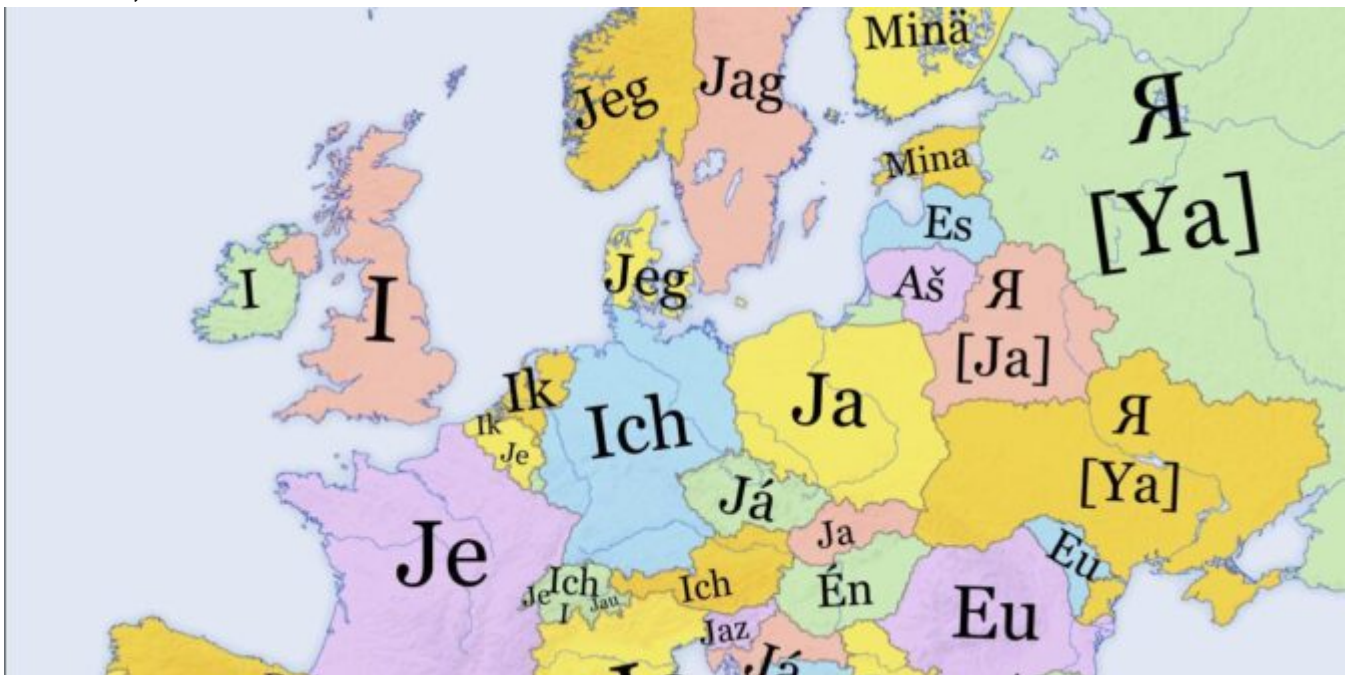 Minä
Jeg
Jag
Я
[Ya]
Mina
Es
Jeg
Aš
Я
[Ja]
I
I
Ik
Ich
Ja
Ik
Je
Я
[Ya]
Je
Já
Ja
Eu
Ich
Je
I
Jau
Ich
Én
Eu
Jaz
Já